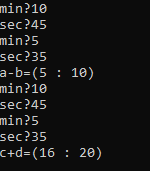 min?10
sec?45
min?5
sec?35
a-b=(5 : 10)
min?10
sec?45
min?5
sec?35
c+d=(16 : 20)